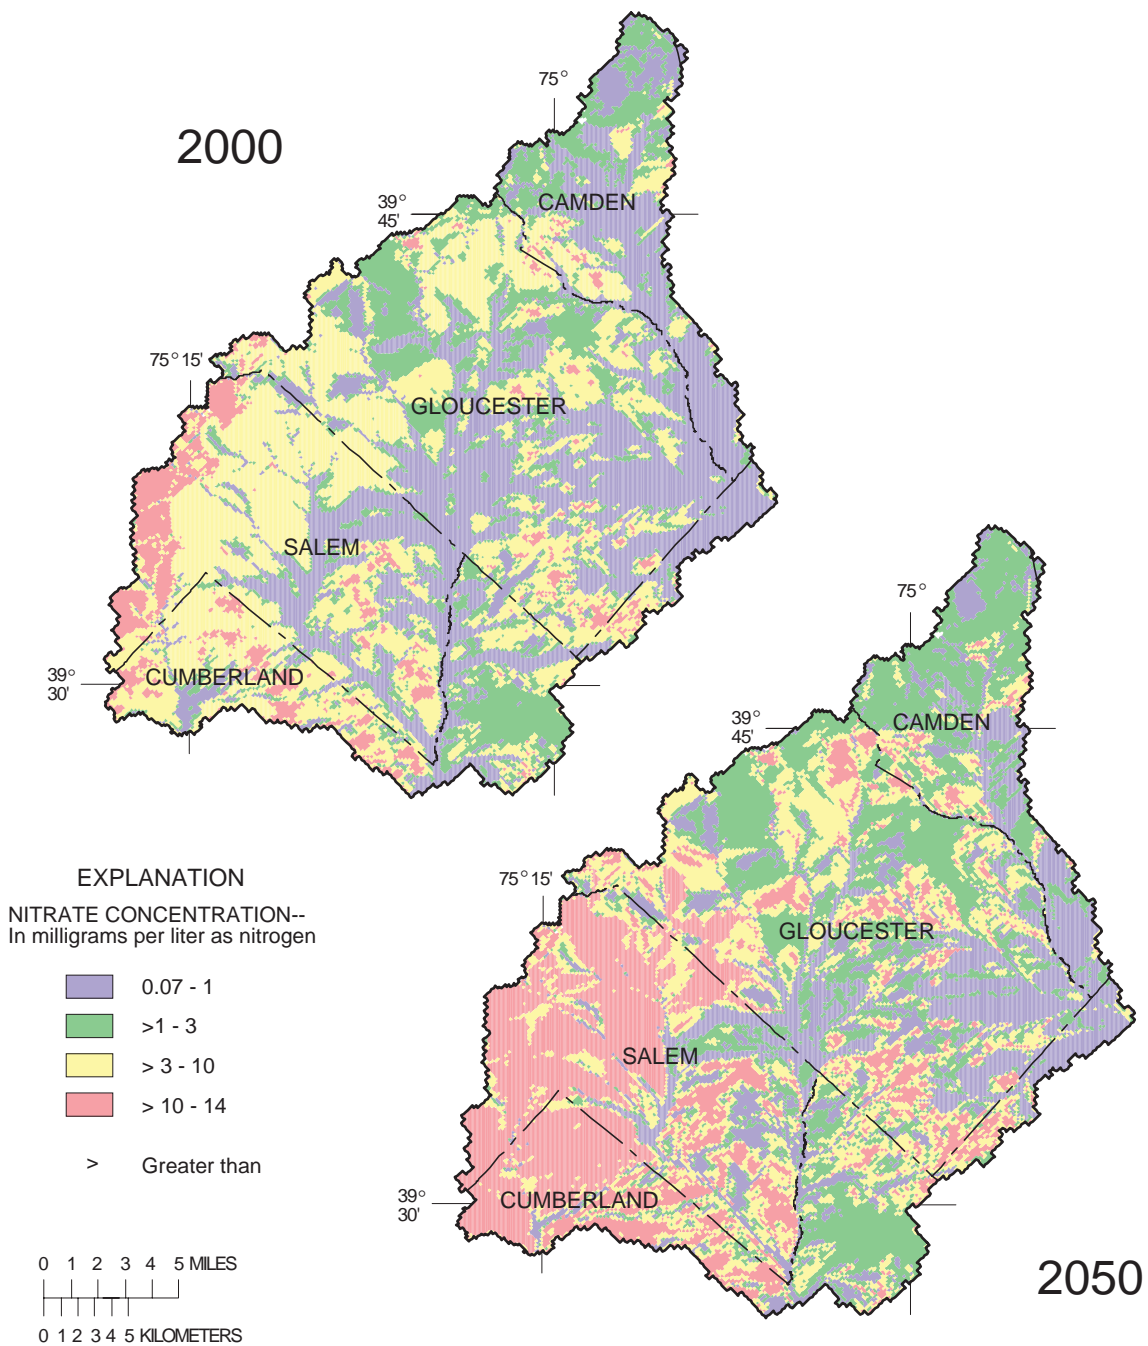 2000
75°
39°
45'
CAMDEN
75° 15'
GLOUCESTER
SALEM
39°
30'
CUMBERLAND
75°
39°
45'
CAMDEN
75° 15'
GLOUCESTER
SALEM
39°
30'
CUMBERLAND
2050
EXPLANATION
NITRATE CONCENTRATION--
In milligrams per liter as nitrogen
0.07 - 1
>1 - 3
> 3 - 10
> 10 - 14
> Greater than
0 1 2 3 4 5 MILES
0 1 2 3 4 5 KILOMETERS